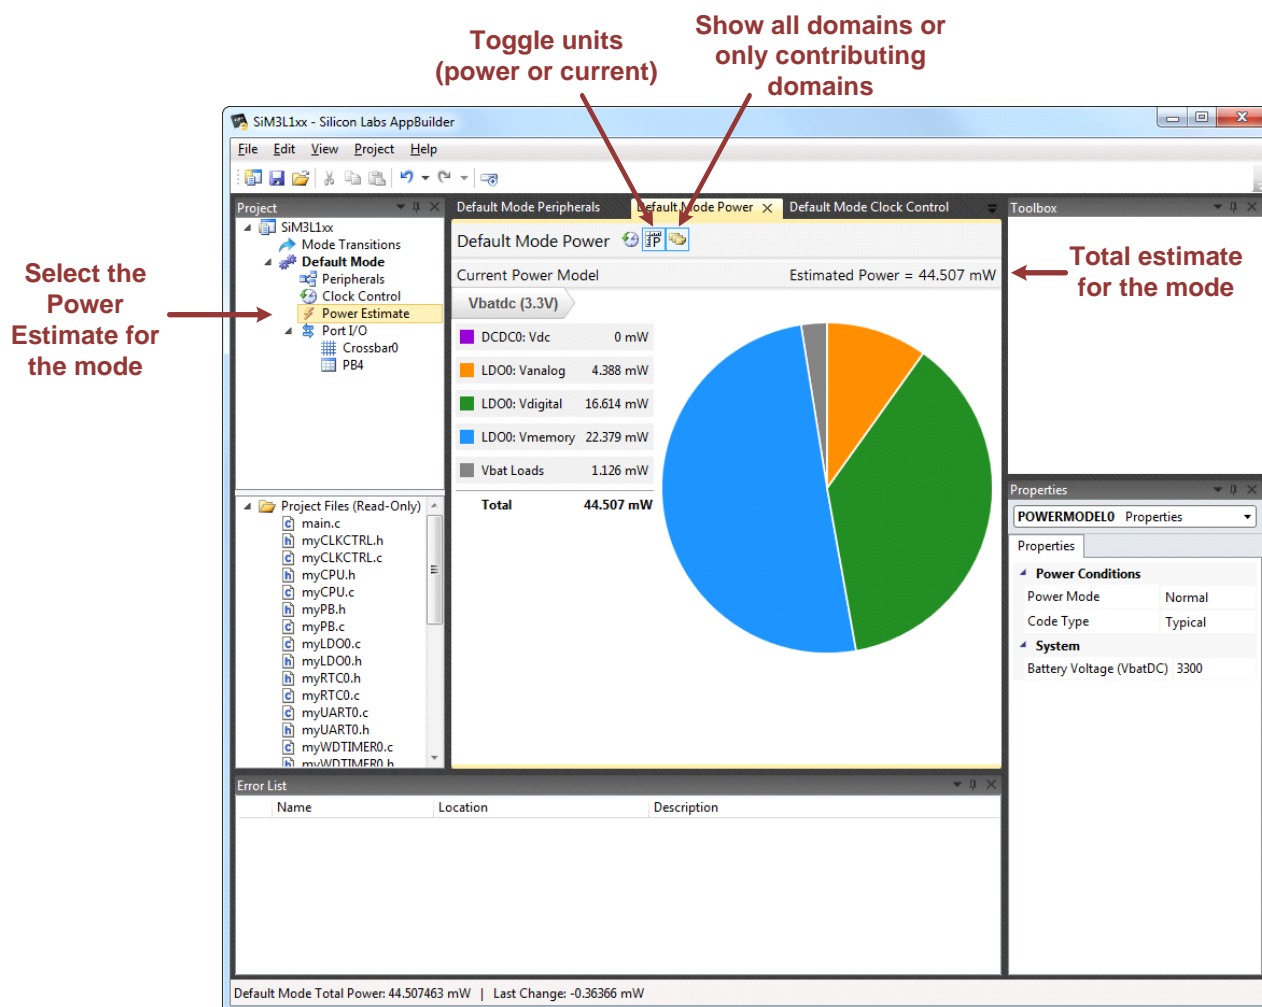 Toggle units
(power or current)
Show all domains or
only contributing
domains
SiM3L1xx - Silicon Labs AppBuilder
File Edit View Project Help
Project
SiM3L1xx
Mode Transitions
Default Mode
Peripherals
Clock Control
Power Estimate
Port I/O
Crossbar0
PB4
Select the
Power
Estimate for
the mode
Default Mode Peripherals
Default Mode Power
Default Mode Clock Control
Default Mode Power
Current Power Model
Estimated Power = 44.507 mW
Total estimate
for the mode
Vbatdc (3.3V)
DCDC0: Vdc 0 mW
LDO0: Vanalog 4.388 mW
LDO0: Vdigital 16.614 mW
LDO0: Vmemory 22.379 mW
Vbat Loads 1.126 mW
Total 44.507 mW
Toolbox
Project Files (Read-Only)
c main.c
h myCLKCTRL.h
c myCLKCTRL.c
h myCPU.h
c myCPU.c
h myPB.h
c myPB.c
c myLDO0.c
h myLDO0.h
h myRTC0.h
c myRTC0.c
c myUART0.c
h myUART0.h
c myWDTIMER0.c
h myWDTIMER0.h
Properties
POWERMODEL0 Properties
Properties
Power Conditions
Power Mode Normal
Code Type Typical
System
Battery Voltage (VbatDC) 3300
Error List
Name Location Description
Default Mode Total Power: 44.507463 mW | Last Change: -0.36366 mW